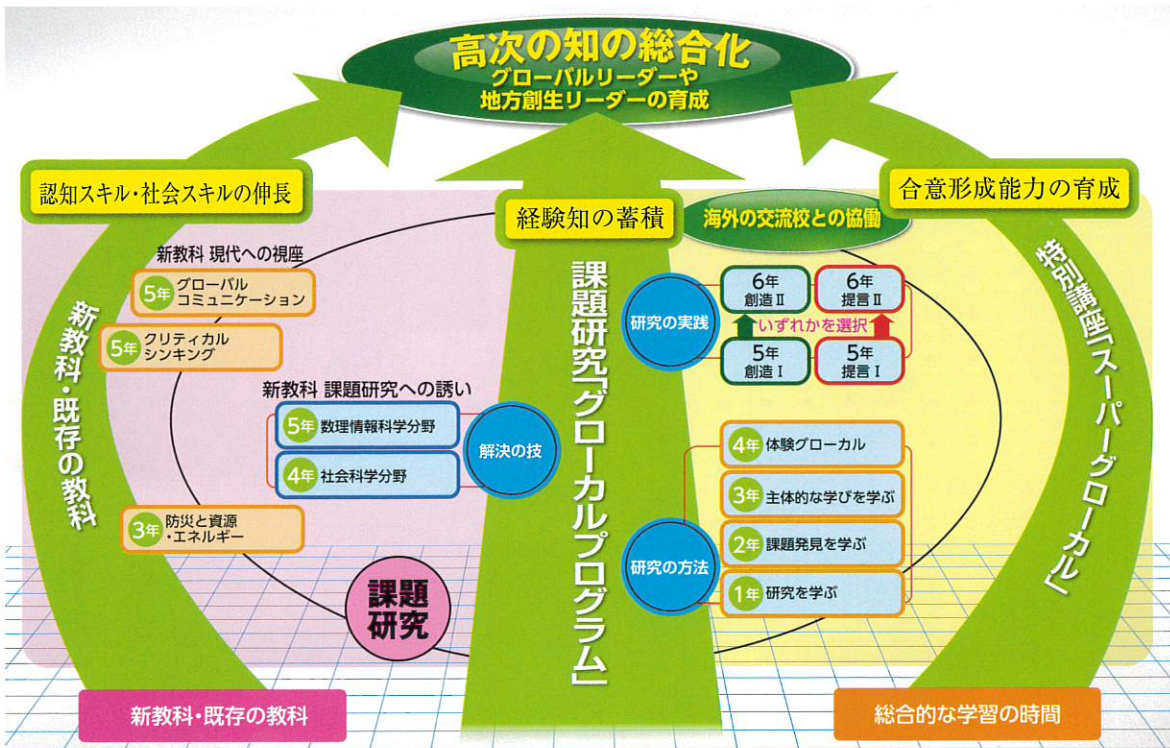 高次の知の総合化
グローバルリーダーや
地方創生リーダーの育成
認知スキル・社会スキルの伸長
経験知の蓄積
海外の交流校との協働
合意形成能力の育成
新教科・既存の教科
新教科 現代への視座
5年 グローバル
コミュニケーション
5年 クリティカル
シンキング
新教科 課題研究への誘い
5年 数理情報科学分野
4年 社会科学分野
解決の技
3年 防災と資源
・エネルギー
課題
研究
課題研究「グローカルプログラム」
研究の実践
6年
創造Ⅱ
6年
提言Ⅱ
いずれかを選択
5年
創造Ⅰ
5年
提言Ⅰ
研究の方法
4年 体験グローカル
3年 主体的な学びを学ぶ
2年 課題発見を学ぶ
1年 研究を学ぶ
特別講座「スーパーグローカル」
新教科・既存の教科
総合的な学習の時間